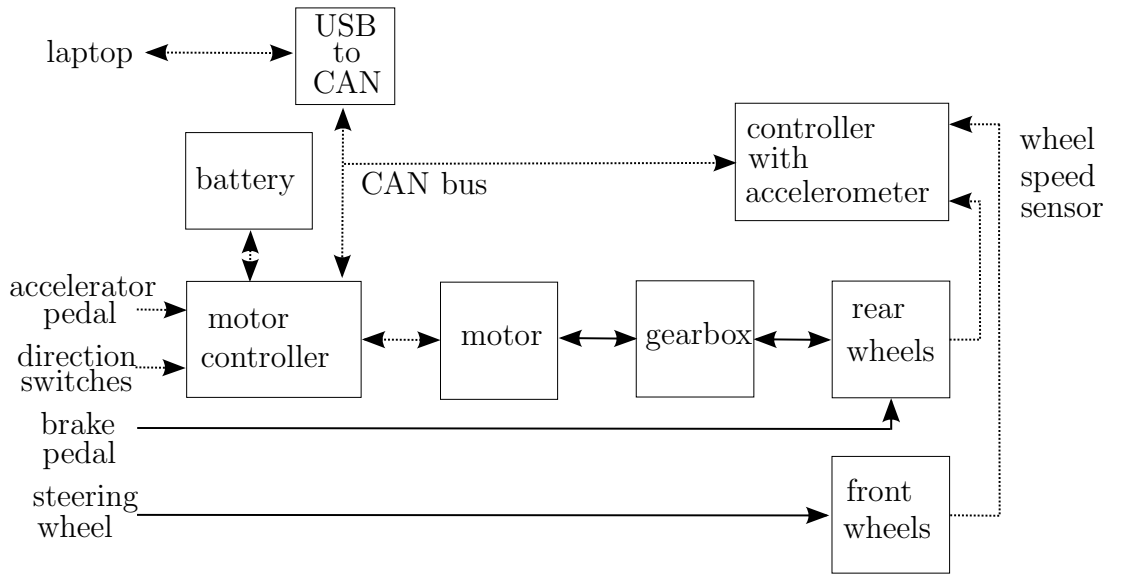 USB
to
CAN
laptop
controller
with
accelerometer
wheel
speed
sensor
battery
CAN bus
accelerator
pedal
direction
switches
motor
controller
motor
gearbox
rear
wheels
brake
pedal
steering
wheel
front
wheels